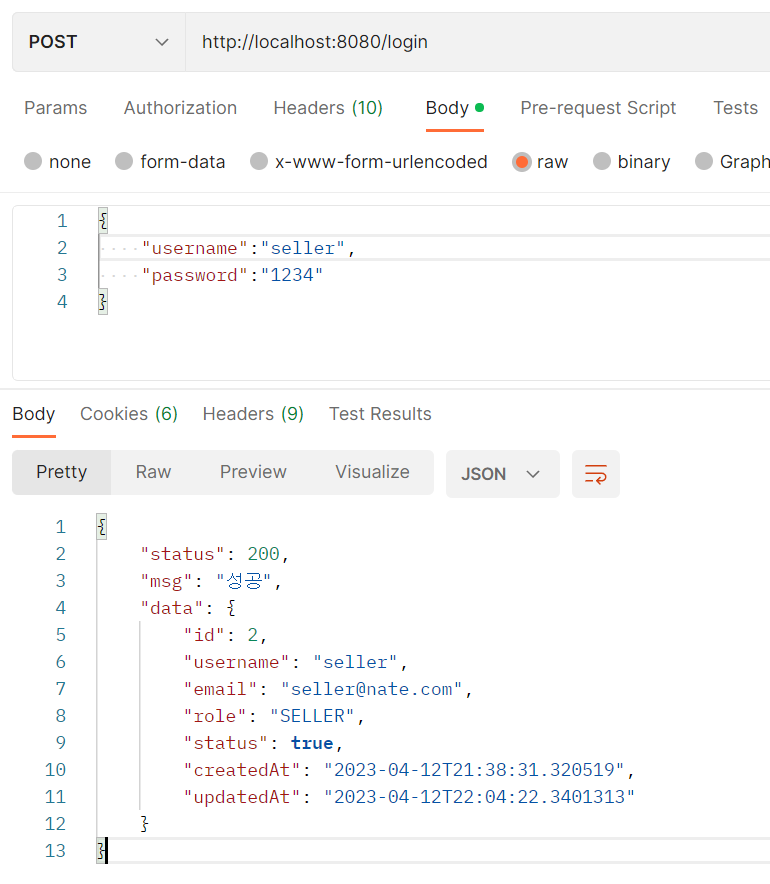 POST http://localhost:8080/login
Params Authorization Headers (10) Body Pre-request Script Tests
none form-data x-www-form-urlencoded raw binary Graph
1 {
2 ····"username":"seller",
3 ····"password":"1234"
4 }
Body Cookies (6) Headers (9) Test Results
Pretty Raw Preview Visualize JSON
1 {
2 "status": 200,
3 "msg": "성공",
4 "data": {
5 "id": 2,
6 "username": "seller",
7 "email": "seller@nate.com",
8 "role": "SELLER",
9 "status": true,
10 "createdAt": "2023-04-12T21:38:31.320519",
11 "updatedAt": "2023-04-12T22:04:22.3401313"
12 }
13 }